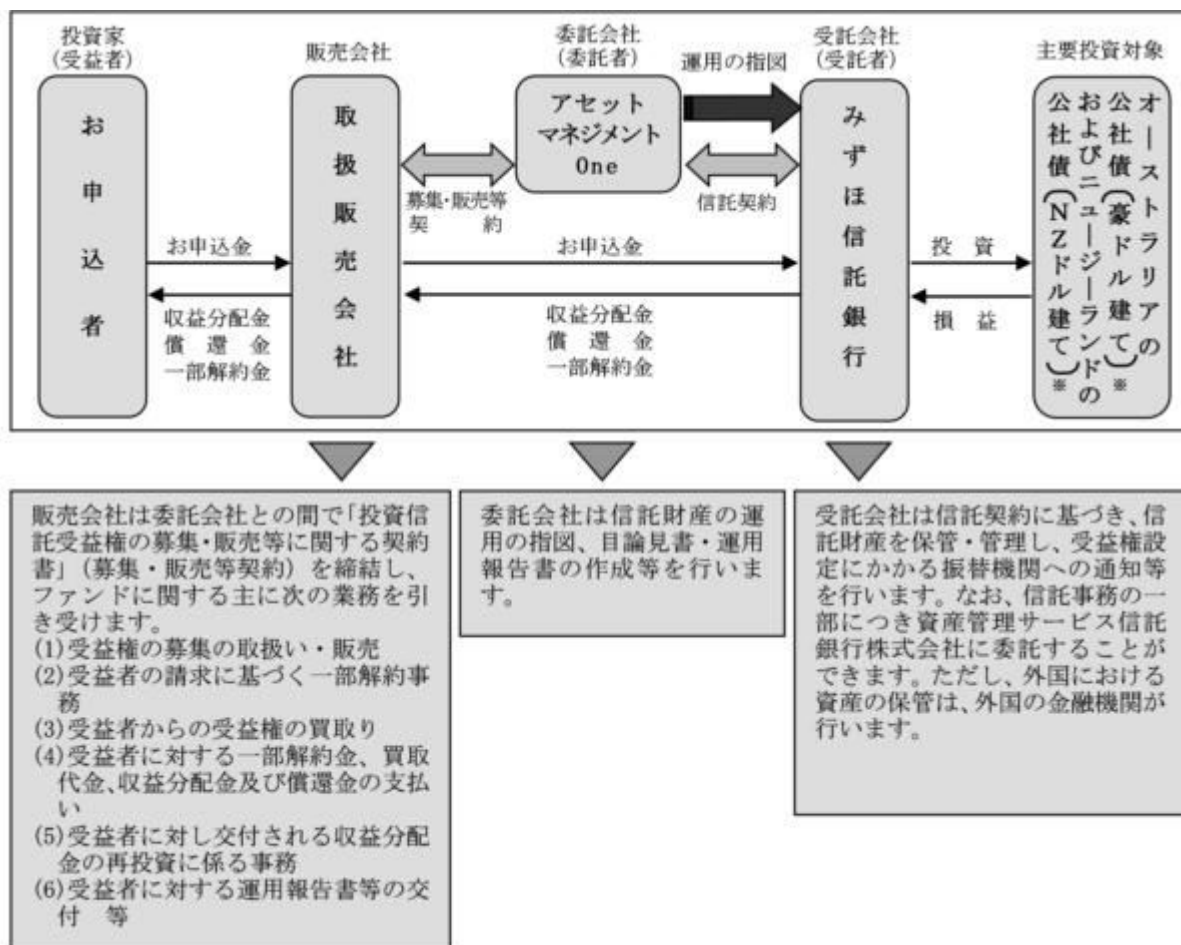 投資家
(受益者)
販売会社
委託会社
(委託者)
運用の指図
受託会社
(受託者)
主要投資対象
お申込者
取扱販売会社
アセット
マネジメント
One
みずほ信託銀行
オーストラリアの
公社債(豪ドル建て)※
およびニュージーランドの
公社債(NZドル建て)※
募集・販売等
契約
信託契約
お申込金
お申込金
投資
収益分配金
償還金
一部解約金
収益分配金
償還金
一部解約金
損益
販売会社は委託会社との間で「投資信
託受益権の募集・販売等に関する契約
書」(募集・販売等契約)を締結し、
ファンドに関する主に次の業務を引
き受けます。
(1)受益権の募集の取扱い・販売
(2)受益者の請求に基づく一部解約事
務
(3)受益者からの受益権の買取り
(4)受益者に対する一部解約金、買取
代金、収益分配金及び償還金の支払
い
(5)受益者に対し交付される収益分配
金の再投資に係る事務
(6)受益者に対する運用報告書等の交
付 等
委託会社は信託財産の運
用の指図、目論見書・運用
報告書の作成等を行いま
す。
受託会社は信託契約に基づき、信
託財産を保管・管理し、受益権設
定にかかる振替機関への通知等
を行います。なお、信託事務の一
部につき資産管理サービス信託
銀行株式会社に委託することが
できます。ただし、外国における
資産の保管は、外国の金融機関が
行います。